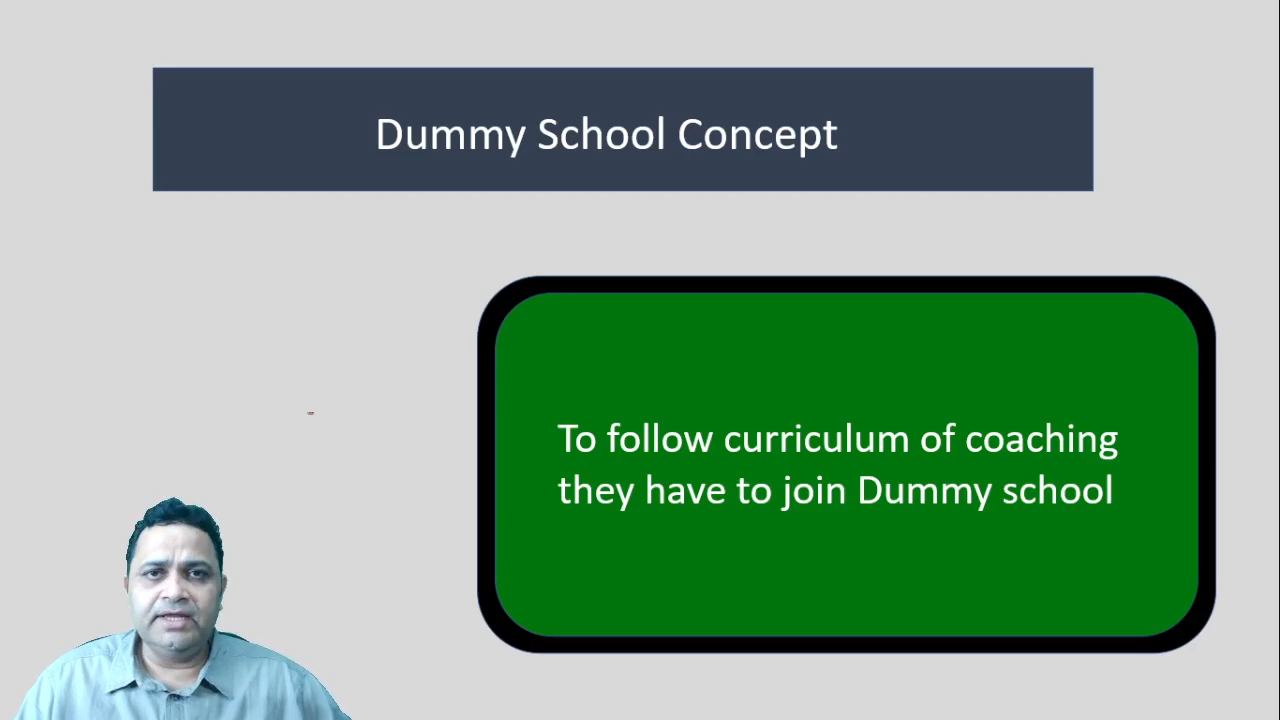 Dummy School Concept
To follow curriculum of coaching
they have to join Dummy school